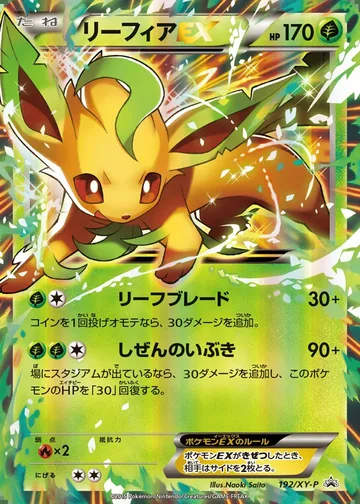 たね
リーフィアEX
HP170
リーフブレード 30+
コインを1回投げオモテなら、30ダメージを追加。
しぜんのいぶき 90+
場にスタジアムが出ているなら、30ダメージを追加し、このポケモンのHPを「30」回復する。
弱点 抵抗力
×2
にげる
ポケモンEXのルール
ポケモンEXがきぜつしたとき、
相手はサイドを2枚とる。
Illus. Naoki Saito 192/XY-P
©2015 Pokémon/Nintendo/Creatures/GAME FREAK.